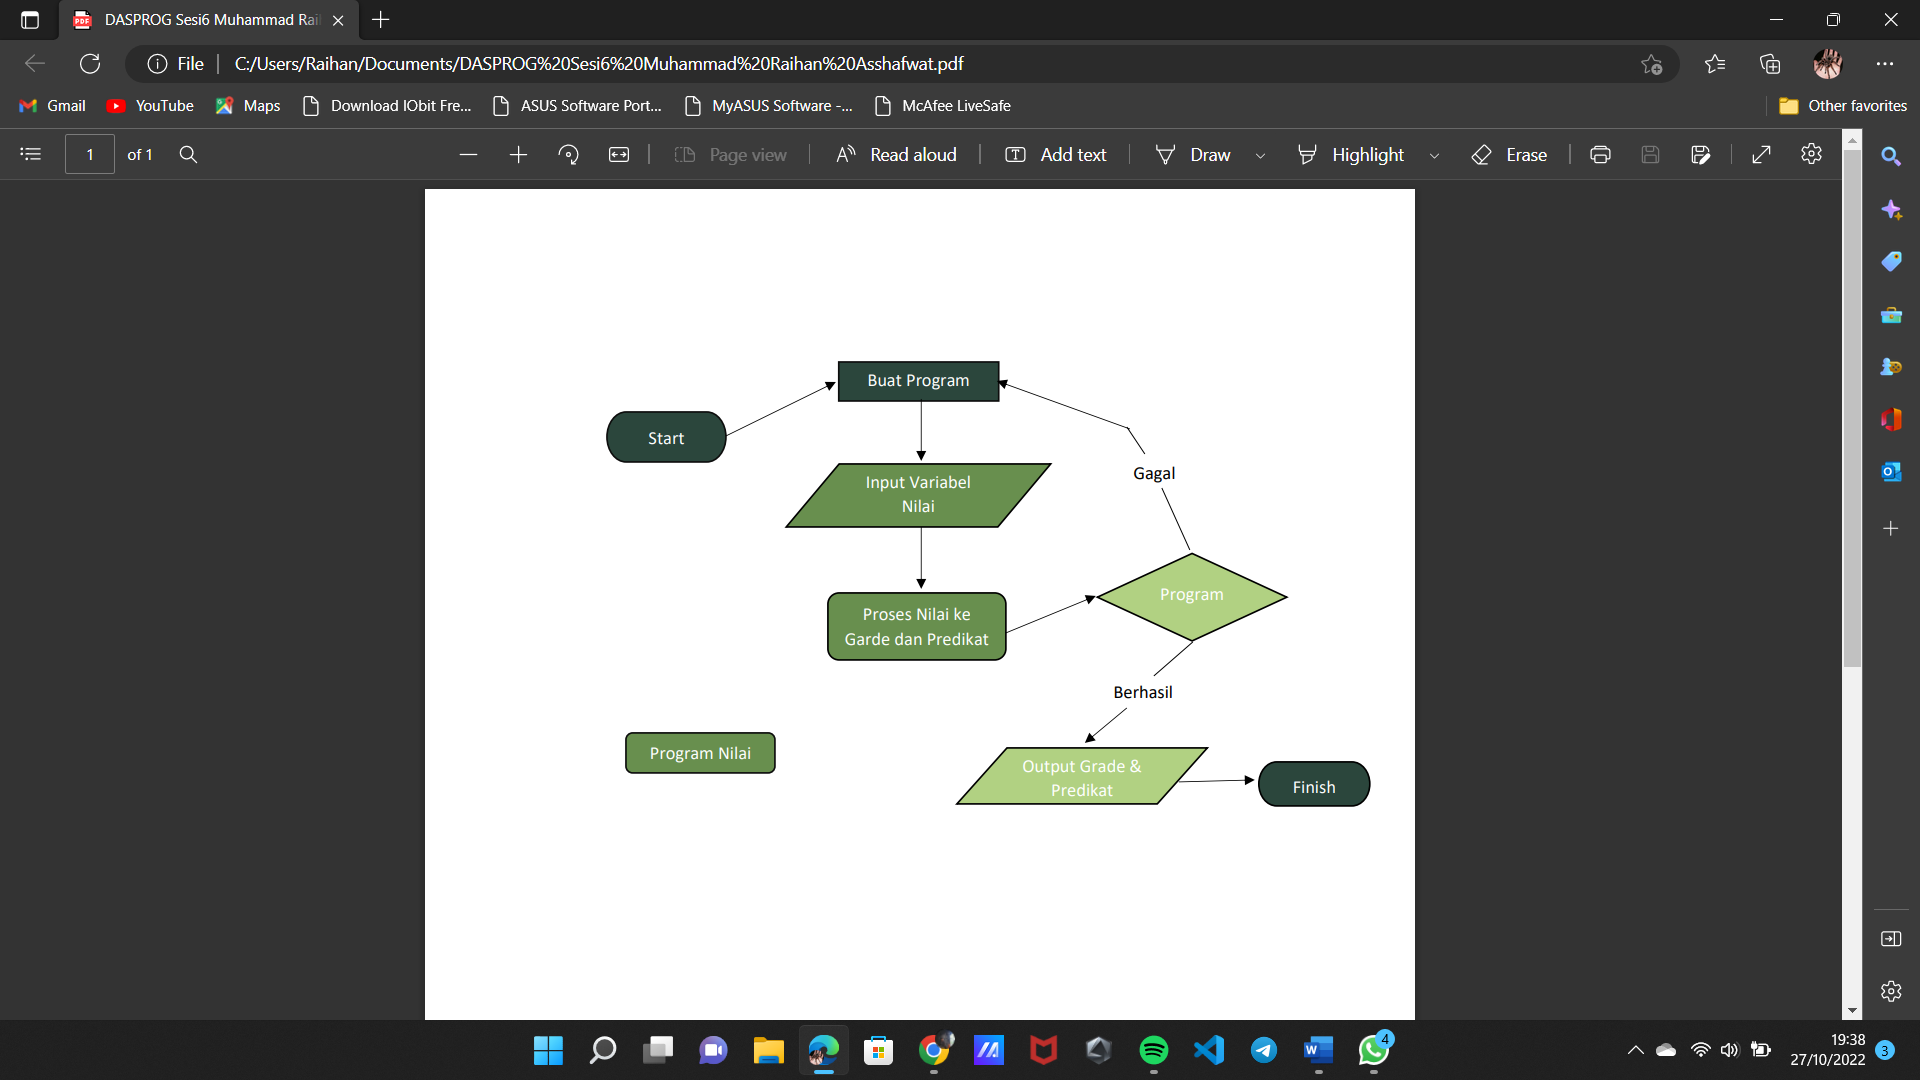 DASPROG Sesi6 Muhammad Rai
File
C:/Users/Raihan/Documents/DASPROG%20Sesi6%20Muhammad%20Raihan%20Asshafwat.pdf
Gmail
YouTube
Maps
Download IObit Fre...
ASUS Software Port...
MyASUS Software -...
McAfee LiveSafe
Other favorites
1
of 1
Page view
Read aloud
Add text
Draw
Highlight
Erase
Buat Program
Start
Gagal
Input Variabel
Nilai
Program
Proses Nilai ke
Garde dan Predikat
Berhasil
Program Nilai
Output Grade &
Predikat
Finish
4
19:38
27/10/2022
3